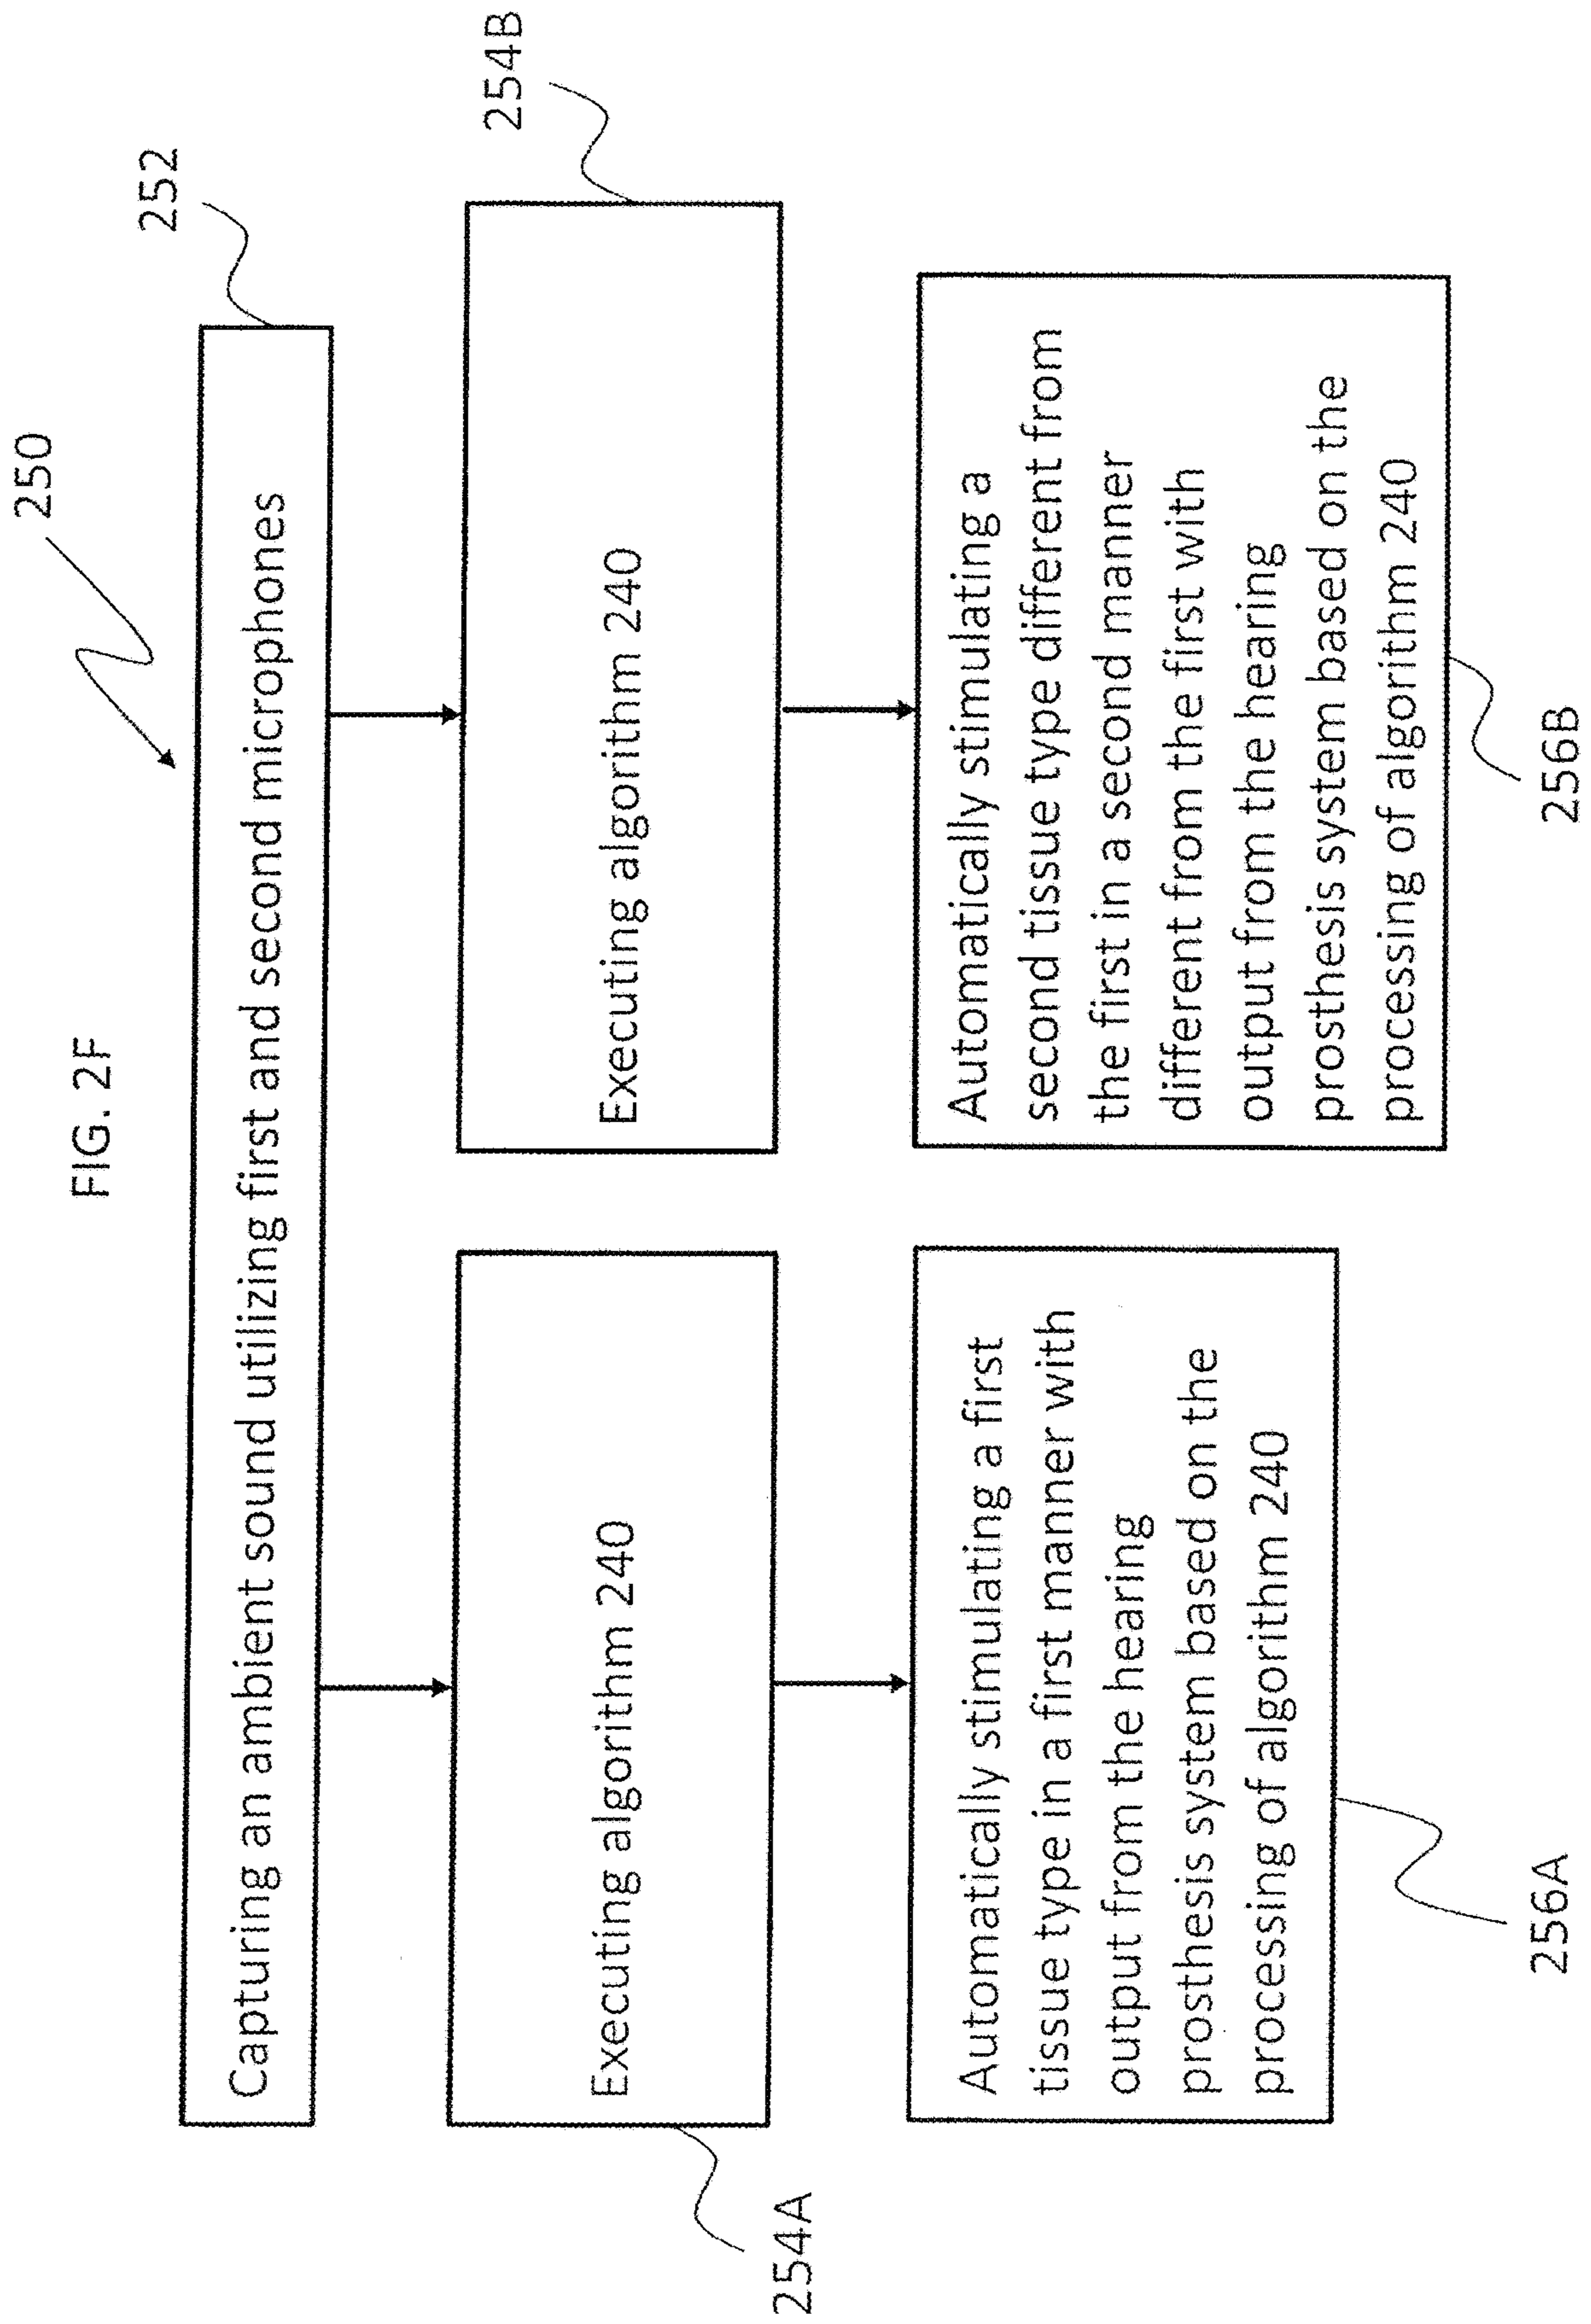 FIG. 2F
250
252
Capturing an ambient sound utilizing first and second microphones
254A
Executing algorithm 240
254B
Executing algorithm 240
Automatically stimulating a first
tissue type in a first manner with
output from the hearing
prosthesis system based on the
processing of algorithm 240
256A
Automatically stimulating a
second tissue type different from
the first in a second manner
different from the first with
output from the hearing
prosthesis system based on the
processing of algorithm 240
256B